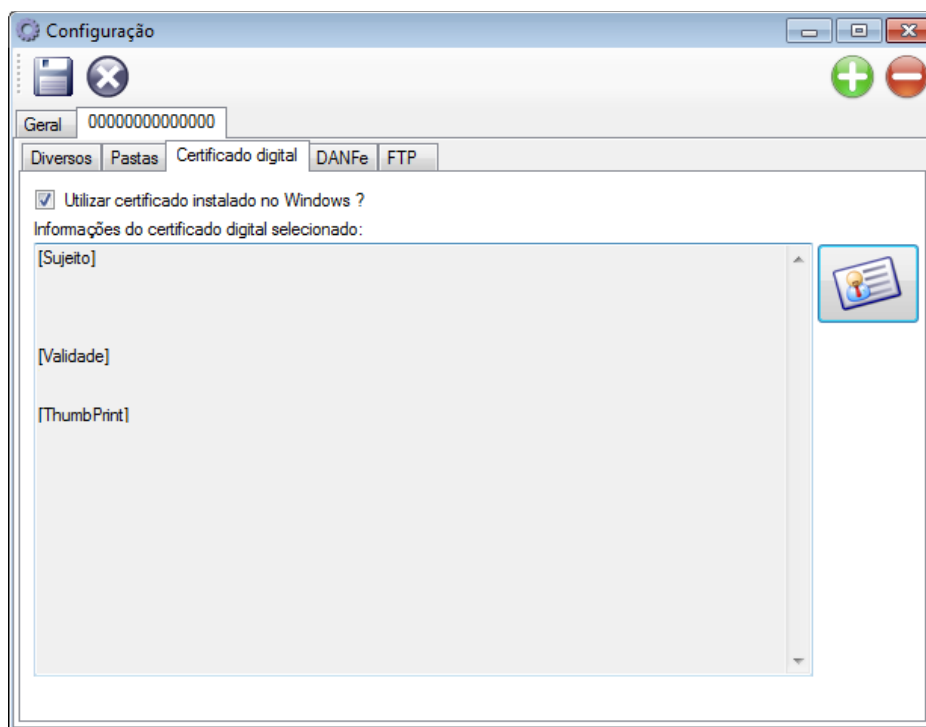 Configuração
Geral 00000000000000
Diversos Pastas Certificado digital DANFe FTP
Utilizar certificado instalado no Windows ?
Informações do certificado digital selecionado:
[Sujeito]
[Validade]
[ThumbPrint]